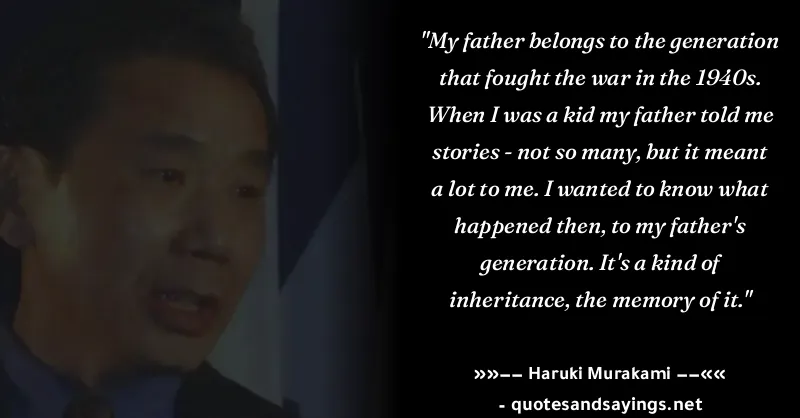 "My father belongs to the generation
that fought the war in the 1940s.
When I was a kid my father told me
stories - not so many, but it meant
a lot to me. I wanted to know what
happened then, to my father's
generation. It's a kind of
inheritance, the memory of it."
»»−− Haruki Murakami −−««
- quotesandsayings.net